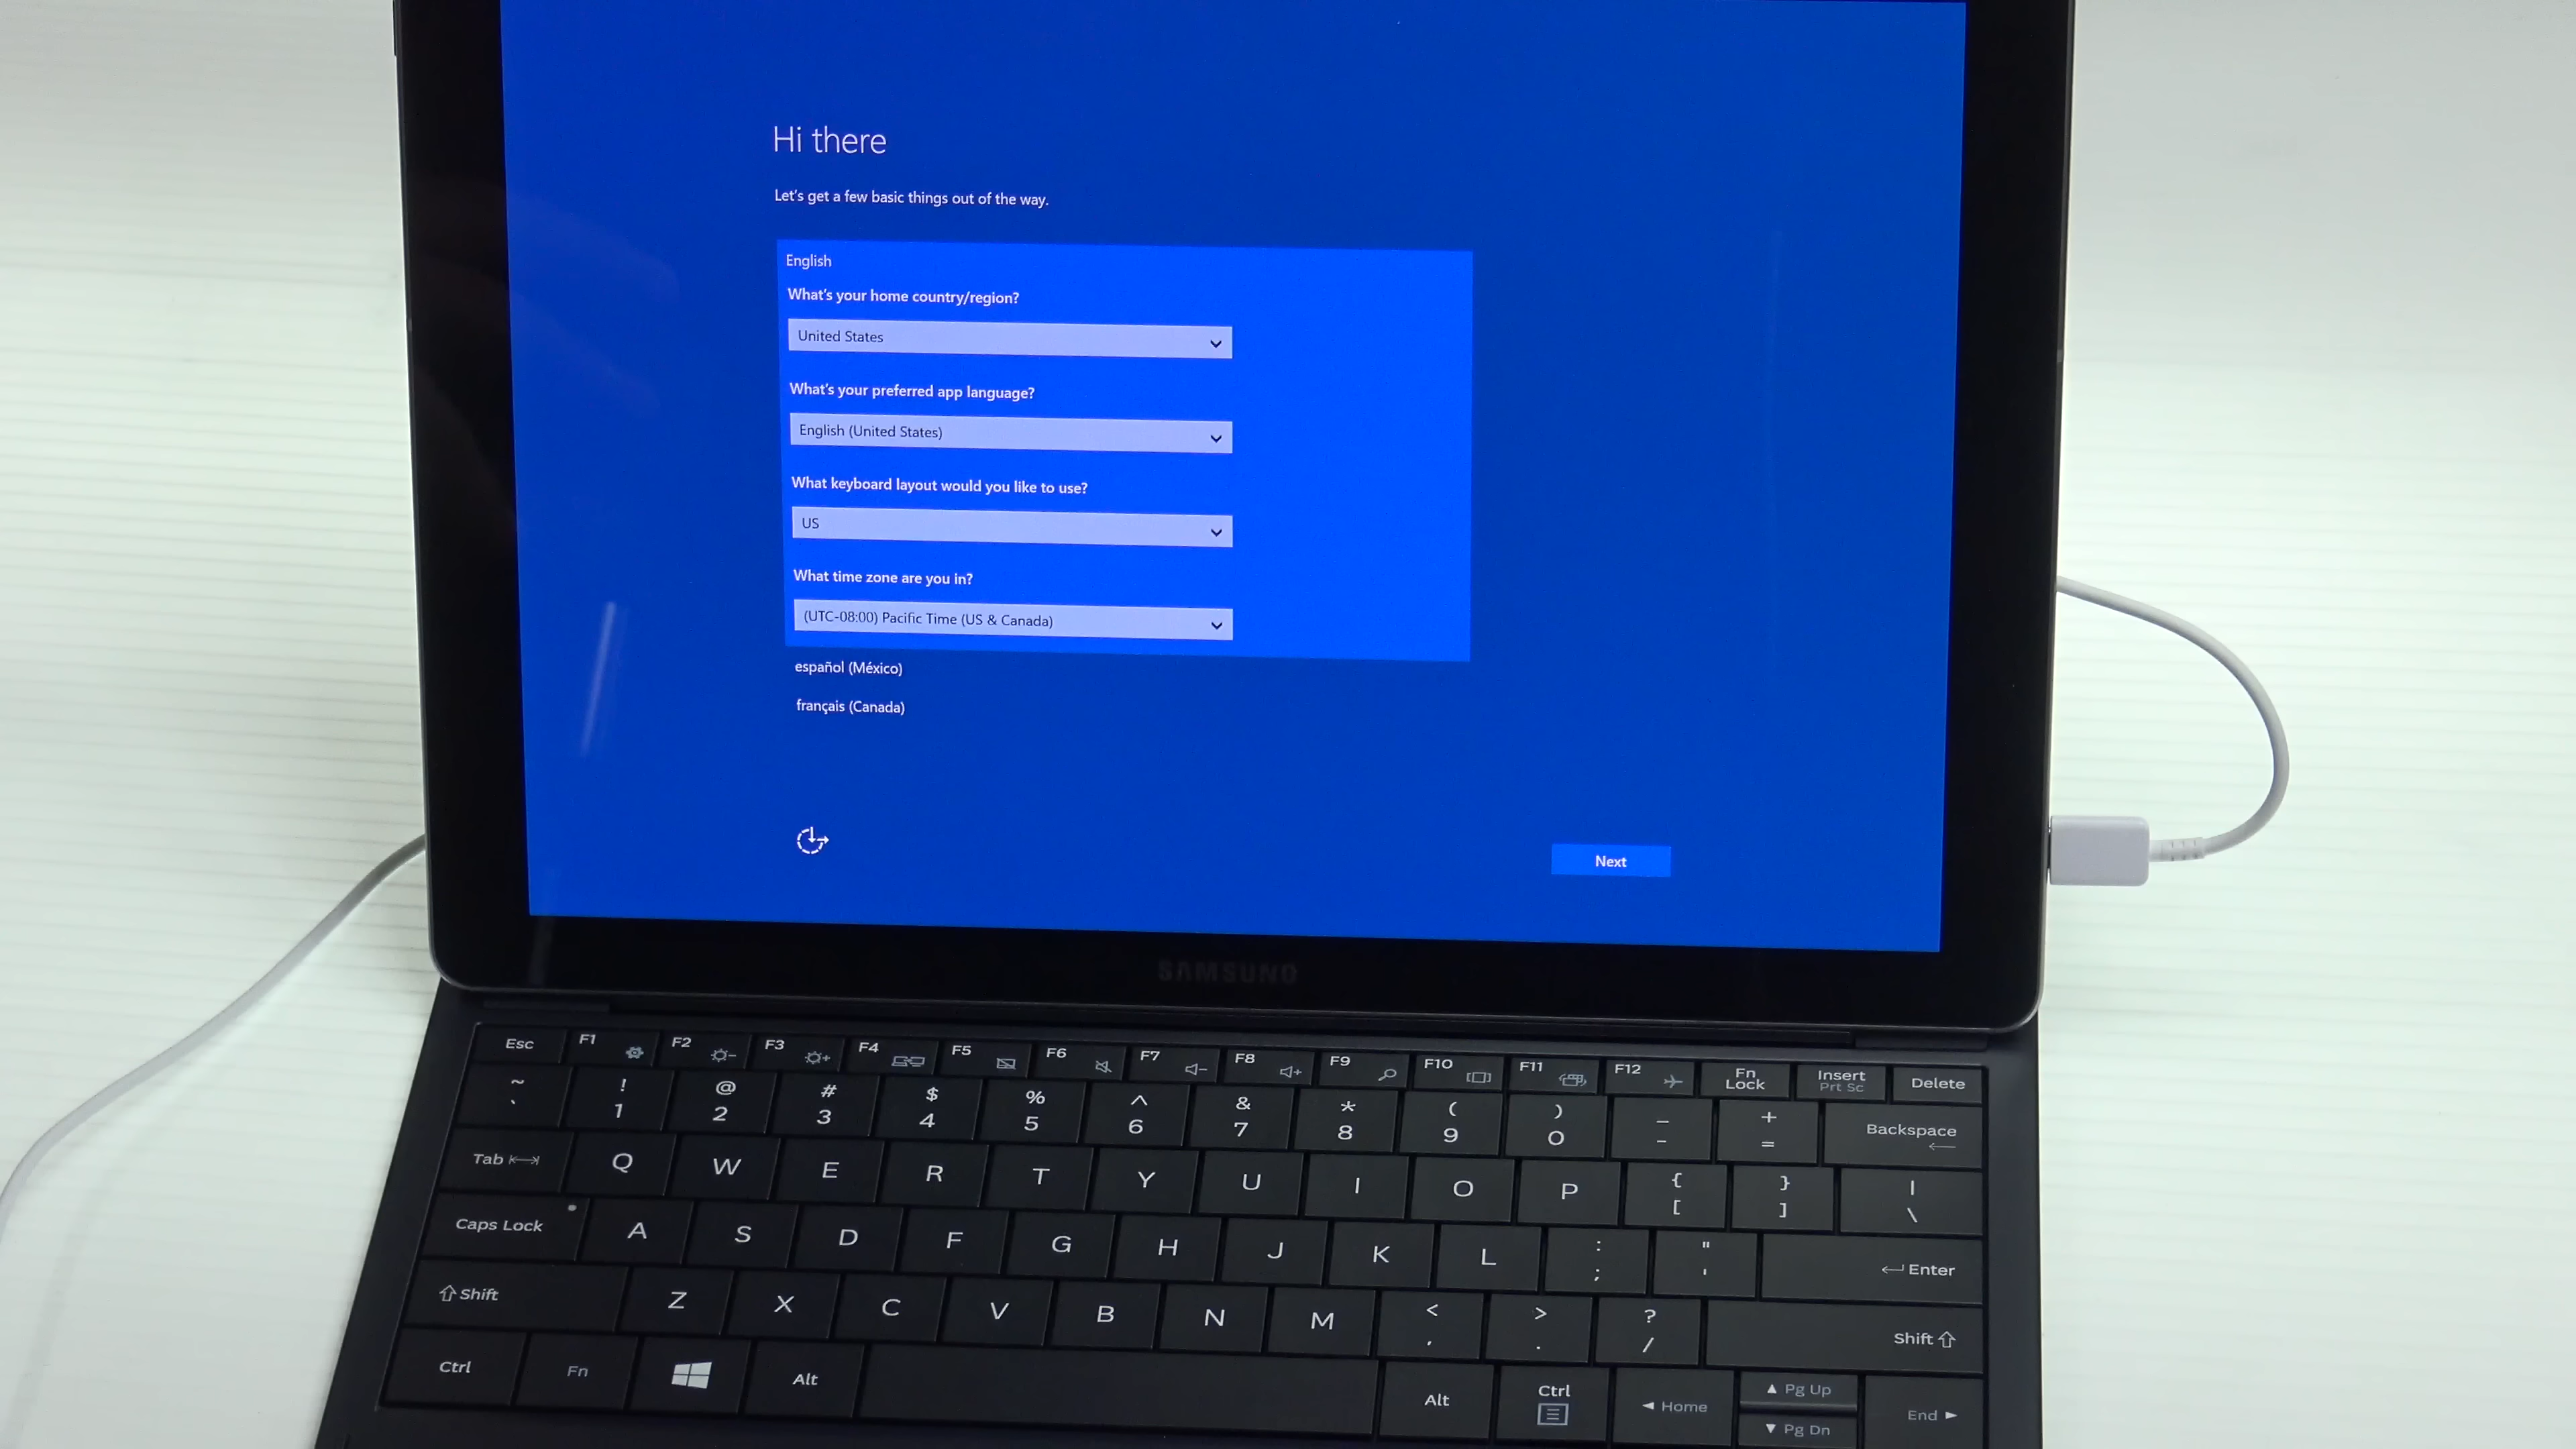 Hi there
Let's get a few basic things out of the way.
English
What's your home country/region?
United States
What's your preferred app language?
English (United States)
What keyboard layout would you like to use?
US
What time zone are you in?
(UTC-08:00) Pacific Time (US & Canada)
español (México)
français (Canada)
Next
SAMSUNG
Esc F1 F2 F3 F4 F5 F6 F7 F8 F9 F10 F11 F12 Fn Lock Insert Prt Sc Delete
~ ! @ # $ % ^ & * ( ) _ + Backspace
` 1 2 3 4 5 6 7 8 9 0 - =
Tab Q W E R T Y U I O P { [ } ] | \
Caps Lock A S D F G H J K L : ; " ' Enter
Shift Z X C V B N M < , > . ? / Shift
Ctrl Fn Alt Alt Ctrl Home Pg Up Pg Dn End